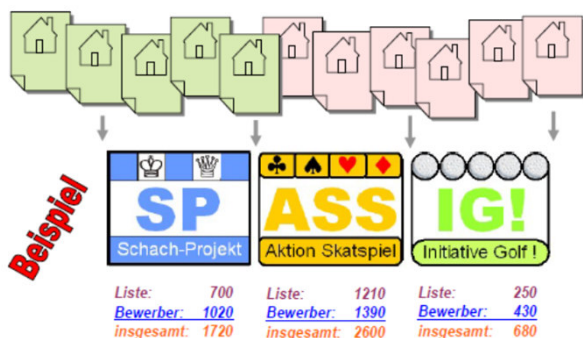 Beispiel
SP
Schach-Projekt
ASS
Aktion Skatspiel
IG!
Initiative Golf !
Liste: 700
Bewerber: 1020
insgesamt: 1720
Liste: 1210
Bewerber: 1390
insgesamt: 2600
Liste: 250
Bewerber: 430
insgesamt: 680